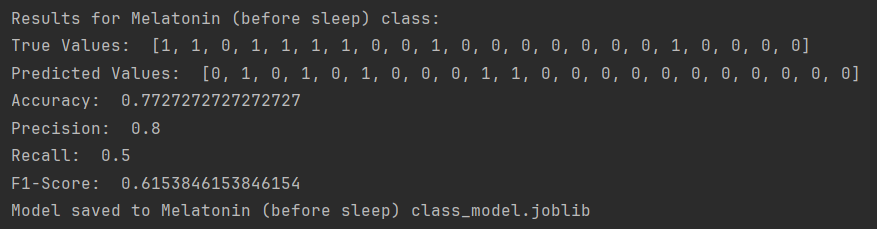 Results for Melatonin (before sleep) class:
True Values:  [1, 1, 0, 1, 1, 1, 1, 0, 0, 1, 0, 0, 0, 0, 0, 0, 0, 1, 0, 0, 0, 0]
Predicted Values:  [0, 1, 0, 1, 0, 1, 0, 0, 0, 1, 1, 0, 0, 0, 0, 0, 0, 0, 0, 0, 0, 0]
Accuracy:  0.7727272727272727
Precision:  0.8
Recall:  0.5
F1-Score:  0.6153846153846154
Model saved to Melatonin (before sleep) class_model.joblib